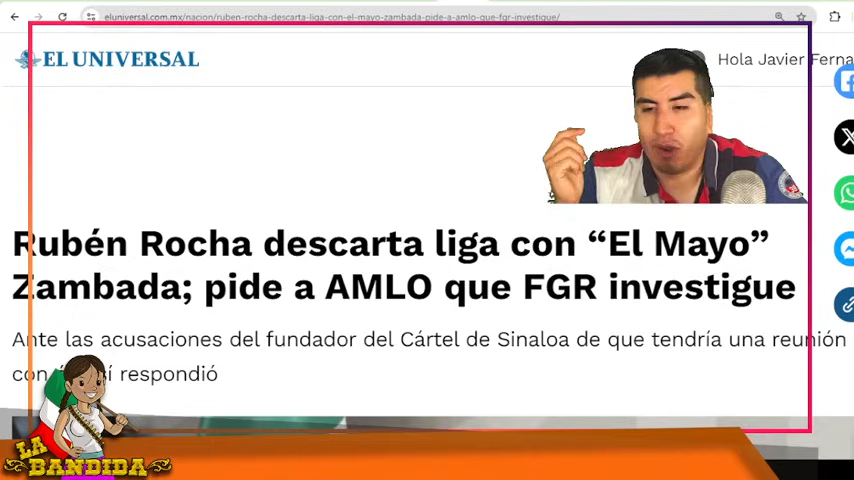 eluniversal.com.mx/nacion/ruben-rocha-descarta-liga-con-el-mayo-zambada-pide-a-amlo-que-fgr-investigue/
EL UNIVERSAL
Hola Javier Ferna
Rubén Rocha descarta liga con “El Mayo”
Zambada; pide a AMLO que FGR investigue
Ante las acusaciones del fundador del Cártel de Sinaloa de que tendría una reunión
con respondió
LA
BANDIDA